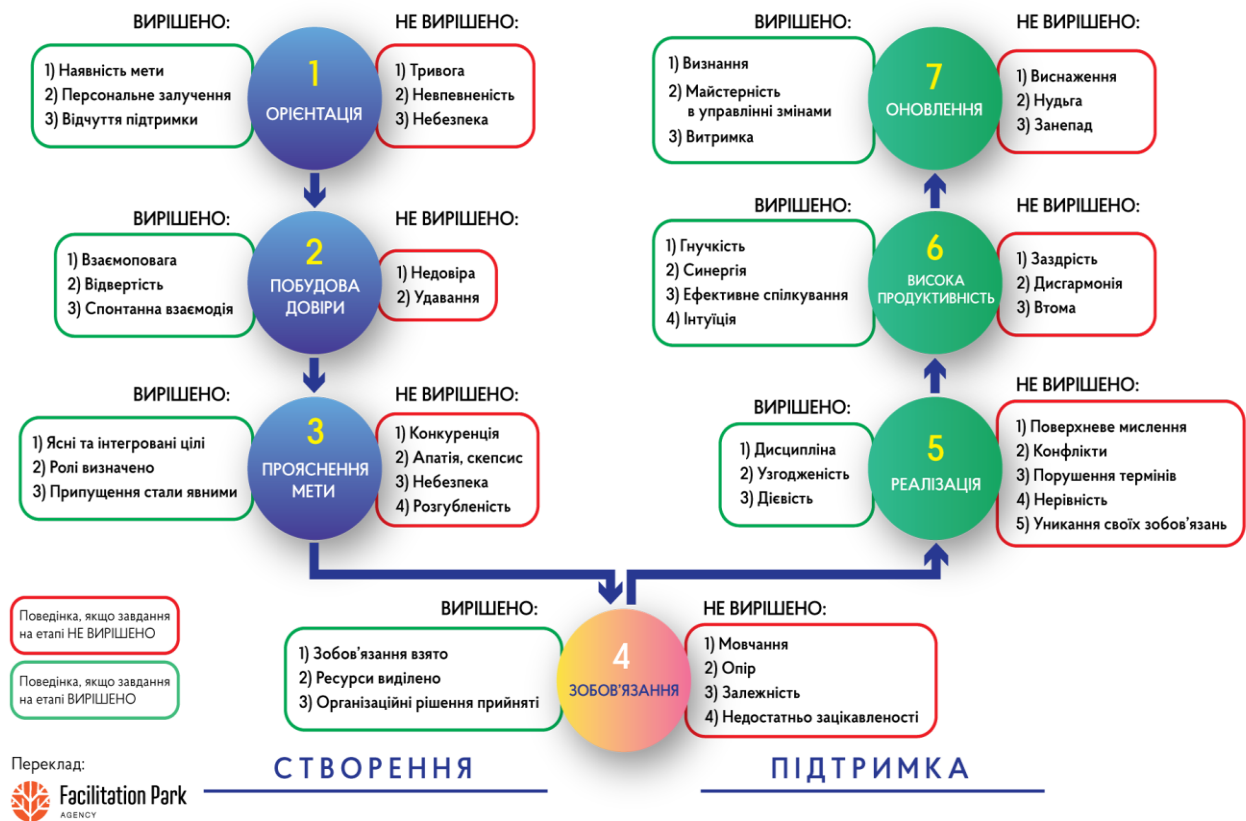 ВИРІШЕНО:
1
ОРІЄНТАЦІЯ
НЕ ВИРІШЕНО:
1) Наявність мети
2) Персональне залучення
3) Відчуття підтримки
1) Тривога
2) Невпевненість
3) Небезпека
ВИРІШЕНО:
2
ПОБУДОВА
ДОВІРИ
НЕ ВИРІШЕНО:
1) Взаємоповага
2) Відвертість
3) Спонтанна взаємодія
1) Недовіра
2) Удавання
ВИРІШЕНО:
3
ПРОЯСНЕННЯ
МЕТИ
НЕ ВИРІШЕНО:
1) Ясні та інтегровані цілі
2) Ролі визначено
3) Припущення стали явними
1) Конкуренція
2) Апатія, скепсис
3) Небезпека
4) Розгубленість
ВИРІШЕНО:
4
ЗОБОВ'ЯЗАННЯ
НЕ ВИРІШЕНО:
1) Зобов'язання взято
2) Ресурси виділено
3) Організаційні рішення прийняті
1) Мовчання
2) Опір
3) Залежність
4) Недостатньо зацікавленості
ВИРІШЕНО:
5
РЕАЛІЗАЦІЯ
НЕ ВИРІШЕНО:
1) Дисципліна
2) Узгодженість
3) Дієвість
1) Поверхневе мислення
2) Конфлікти
3) Порушення термінів
4) Нерівність
5) Уникання своїх зобов'язань
ВИРІШЕНО:
6
ВИСОКА
ПРОДУКТИВНІСТЬ
НЕ ВИРІШЕНО:
1) Гнучкість
2) Синергія
3) Ефективне спілкування
4) Інтуїція
1) Заздрість
2) Дисгармонія
3) Втома
ВИРІШЕНО:
7
ОНОВЛЕННЯ
НЕ ВИРІШЕНО:
1) Визнання
2) Майстерність
в управлінні змінами
3) Витримка
1) Виснаження
2) Нудьга
3) Занепад
Поведінка, якщо завдання
на етапі НЕ ВИРІШЕНО
Поведінка, якщо завдання
на етапі ВИРІШЕНО
Переклад:
Facilitation Park
AGENCY
СТВОРЕННЯ
ПІДТРИМКА